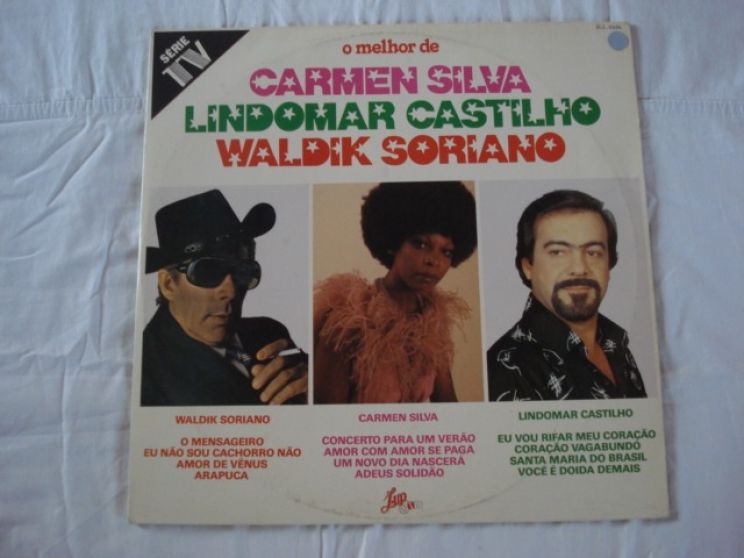 SÉRIE
TV
o melhor de
CARMEN SILVA
LINDOMAR CASTILHO
WALDIK SORIANO
WALDIK SORIANO
O MENSAGEIRO
EU NÃO SOU CACHORRO NÃO
AMOR DE VÊNUS
ARAPUCA
CARMEN SILVA
CONCERTO PARA UM VERÃO
AMOR COM AMOR SE PAGA
UM NOVO DIA NASCERÁ
ADEUS SOLIDÃO
LINDOMAR CASTILHO
EU VOU RIFAR MEU CORAÇÃO
CORAÇÃO VAGABUNDO
SANTA MARIA DO BRASIL
VOCÊ É DOIDA DEMAIS